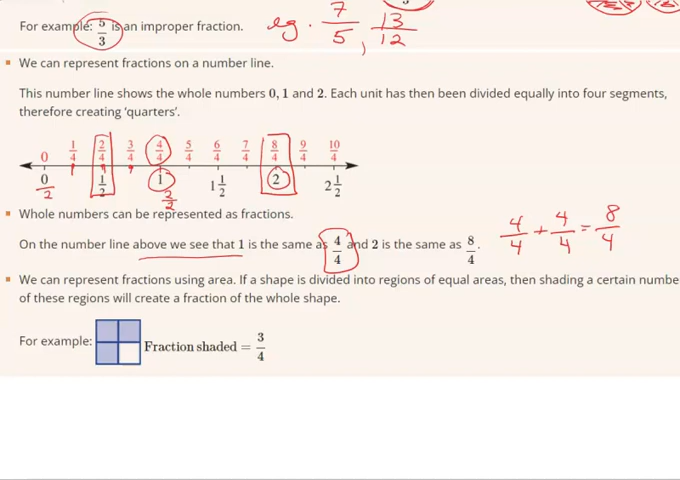 For example: 5/3 is an improper fraction. eg. 7/5, 13/12
We can represent fractions on a number line.
This number line shows the whole numbers 0, 1 and 2. Each unit has then been divided equally into four segments,
therefore creating ‘quarters’.
0 1/4 2/4 3/4 4/4 5/4 6/4 7/4 8/4 9/4 10/4
0 1/2 1 1 1/2 2 2 1/2
2 2/2
Whole numbers can be represented as fractions.
On the number line above we see that 1 is the same as 4/4 and 2 is the same as 8/4. 4/4 + 4/4 = 8/4
We can represent fractions using area. If a shape is divided into regions of equal areas, then shading a certain numbe
of these regions will create a fraction of the whole shape.
For example: Fraction shaded = 3/4